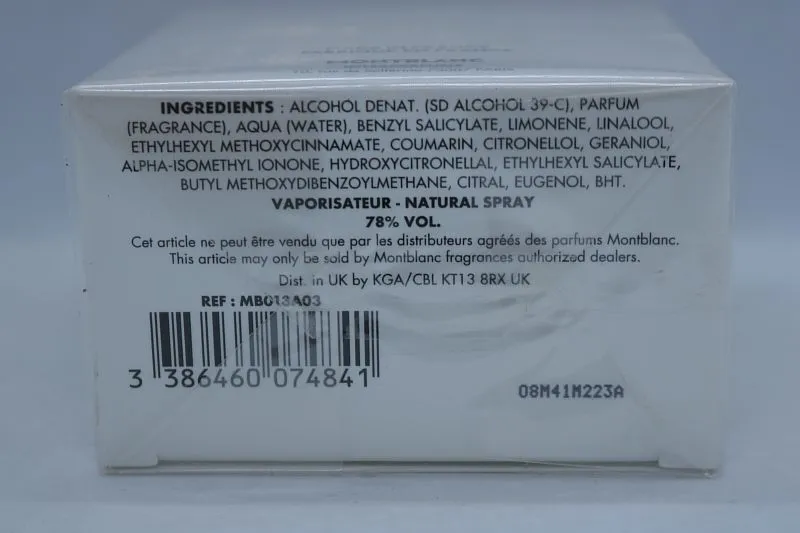 MONTBLANC
INGREDIENTS : ALCOHOL DENAT. (SD ALCOHOL 39-C), PARFUM
(FRAGRANCE), AQUA (WATER), BENZYL SALICYLATE, LIMONENE, LINALOOL,
ETHYLHEXYL METHOXYCINNAMATE, COUMARIN, CITRONELLOL, GERANIOL,
ALPHA-ISOMETHYL IONONE, HYDROXYCITRONELLAL, ETHYLHEXYL SALICYLATE,
BUTYL METHOXYDIBENZOYLMETHANE, CITRAL, EUGENOL, BHT.
VAPORISATEUR - NATURAL SPRAY
78% VOL.
Cet article ne peut être vendu que par les distributeurs agréés des parfums Montblanc.
This article may only be sold by Montblanc fragrances authorized dealers.
Dist. in UK by KGA/CBL KT13 8RX UK
REF : MB013A03
3 386460 074841
08M41M223A